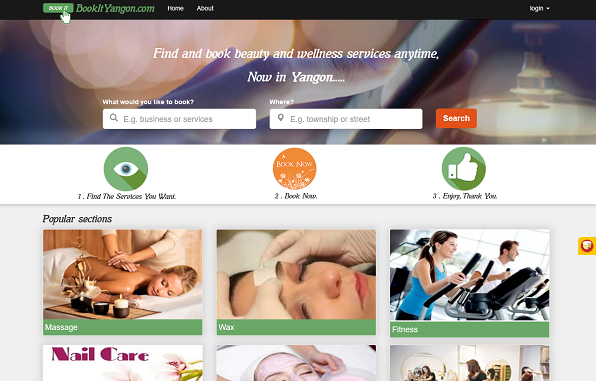 BOOK IT BookItYangon.com Home About login
Find and book beauty and wellness services anytime,
Now in Yangon.....
What would you like to book? Where?
E.g. business or services E.g. township or street Search
BOOK NOW
1 . Find The Services You Want. 2 . Book Now. 3 . Enjoy, Thank You.
Popular sections
Massage Wax Fitness
Nail Care